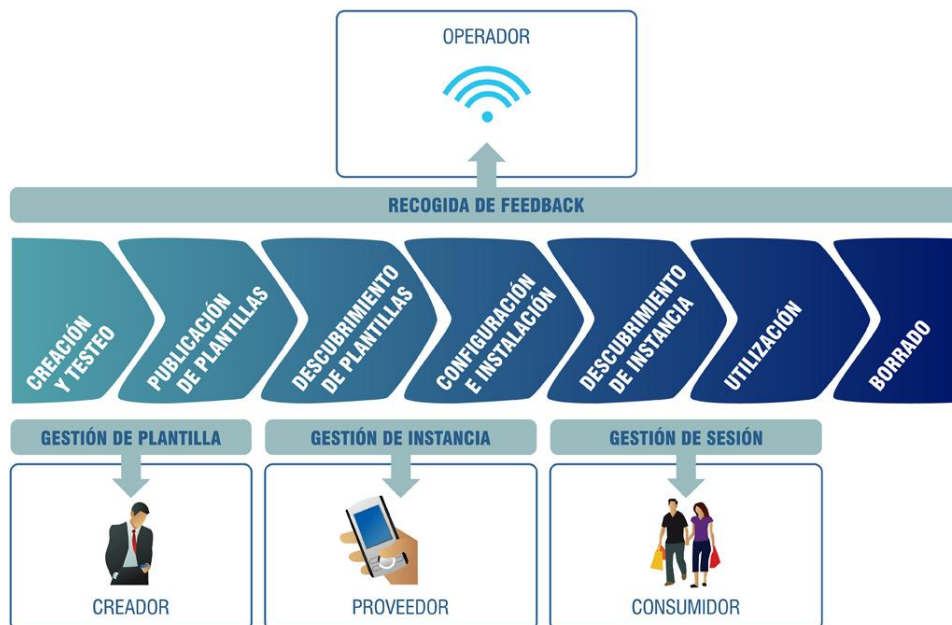 OPERADOR
RECOGIDA DE FEEDBACK
CREACIÓN
Y TESTEO
PUBLICACIÓN
DE PLANTILLAS
DESCUBRIMIENTO
DE PLANTILLAS
CONFIGURACIÓN
E INSTALACIÓN
DESCUBRIMIENTO
DE INSTANCIA
UTILIZACIÓN
BORRADO
GESTIÓN DE PLANTILLA
GESTIÓN DE INSTANCIA
GESTIÓN DE SESIÓN
CREADOR
PROVEEDOR
CONSUMIDOR